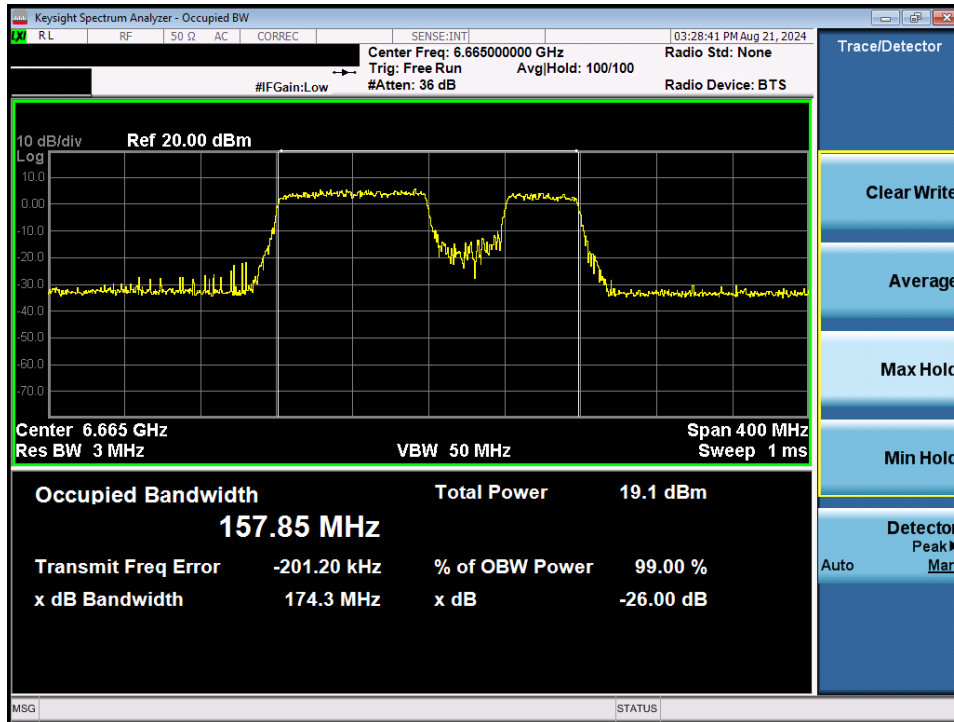 Keysight Spectrum Analyzer - Occupied BW
LXI RL RF 50 Ω AC CORREC SENSE:INT 03:28:41 PM Aug 21, 2024
Center Freq: 6.665000000 GHz Radio Std: None
Trig: Free Run Avg|Hold: 100/100
#IFGain:Low #Atten: 36 dB Radio Device: BTS
Trace/Detector
10 dB/div Ref 20.00 dBm
Log
10.0
0.00
-10.0
-20.0
-30.0
-40.0
-50.0
-60.0
-70.0
Center 6.665 GHz Span 400 MHz
Res BW 3 MHz VBW 50 MHz Sweep 1 ms
Occupied Bandwidth Total Power 19.1 dBm
157.85 MHz
Transmit Freq Error -201.20 kHz % of OBW Power 99.00 %
x dB Bandwidth 174.3 MHz x dB -26.00 dB
Clear Write
Average
Max Hold
Min Hold
Detector
Peak
Auto Man
MSG STATUS